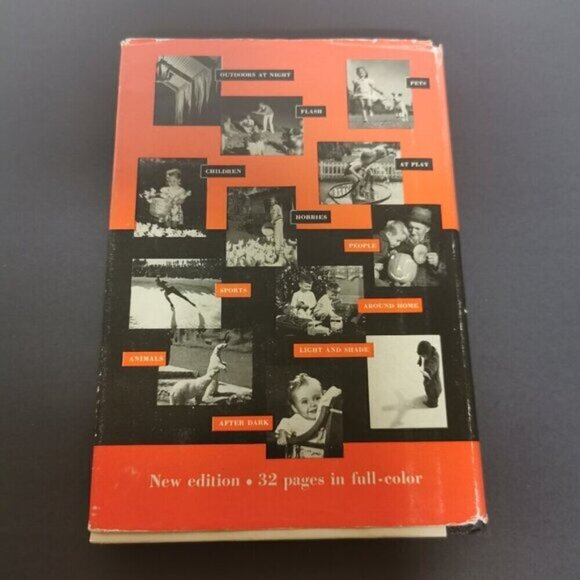 OUTDOORS AT NIGHT
PETS
FLASH
CHILDREN
AT PLAY
HOBBIES
PEOPLE
SPORTS
AROUND HOME
ANIMALS
LIGHT AND SHADE
AFTER DARK
New edition • 32 pages in full-color